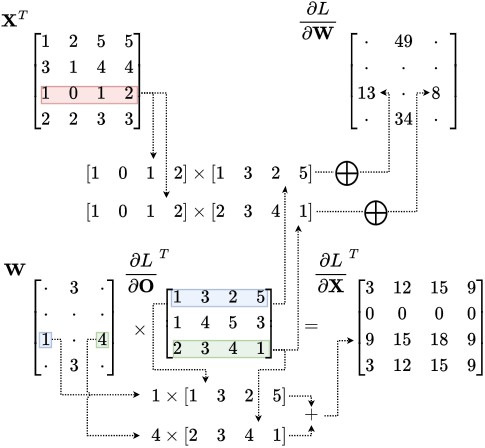 X^T
1 2 5 5
3 1 4 4
1 0 1 2
2 2 3 3
∂L/∂W
· 49 ·
· · ·
13 · 8
· 34 ·
[1 0 1 2] × [1 3 2 5] ⊕
[1 0 1 2] × [2 3 4 1] ⊕
W
· 3 ·
· · ·
1 · 4
· 3 ·
×
∂L/∂O ^T
1 3 2 5
1 4 5 3
2 3 4 1
=
∂L/∂X ^T
3 12 15 9
0 0 0 0
9 15 18 9
3 12 15 9
1 × [1 3 2 5]
+
4 × [2 3 4 1]